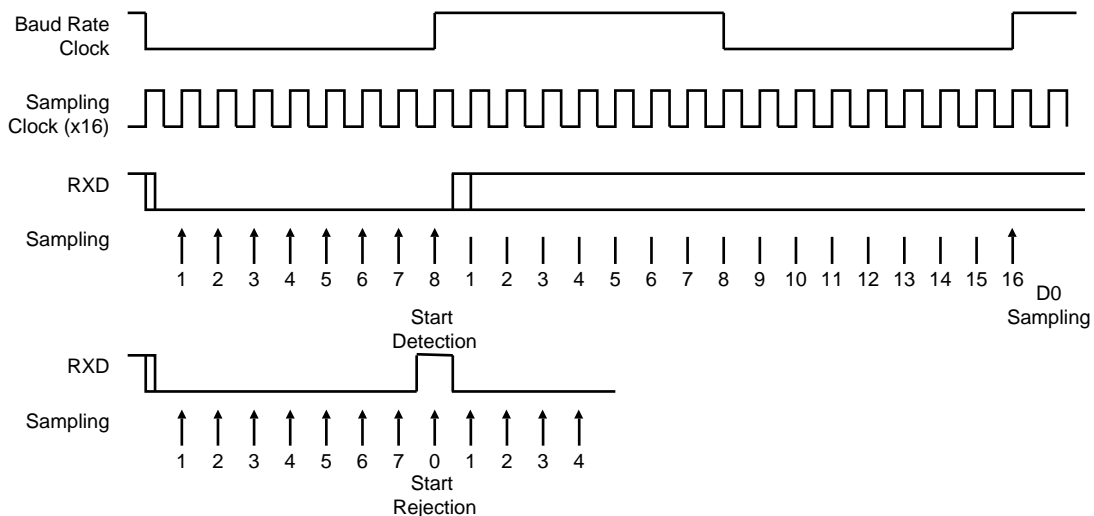 Baud Rate
Clock
Sampling
Clock (x16)
RXD
Sampling
1 2 3 4 5 6 7 8 1 2 3 4 5 6 7 8 9 10 11 12 13 14 15 16
D0
Sampling
Start
Detection
RXD
Sampling
1 2 3 4 5 6 7 0 1 2 3 4
Start
Rejection